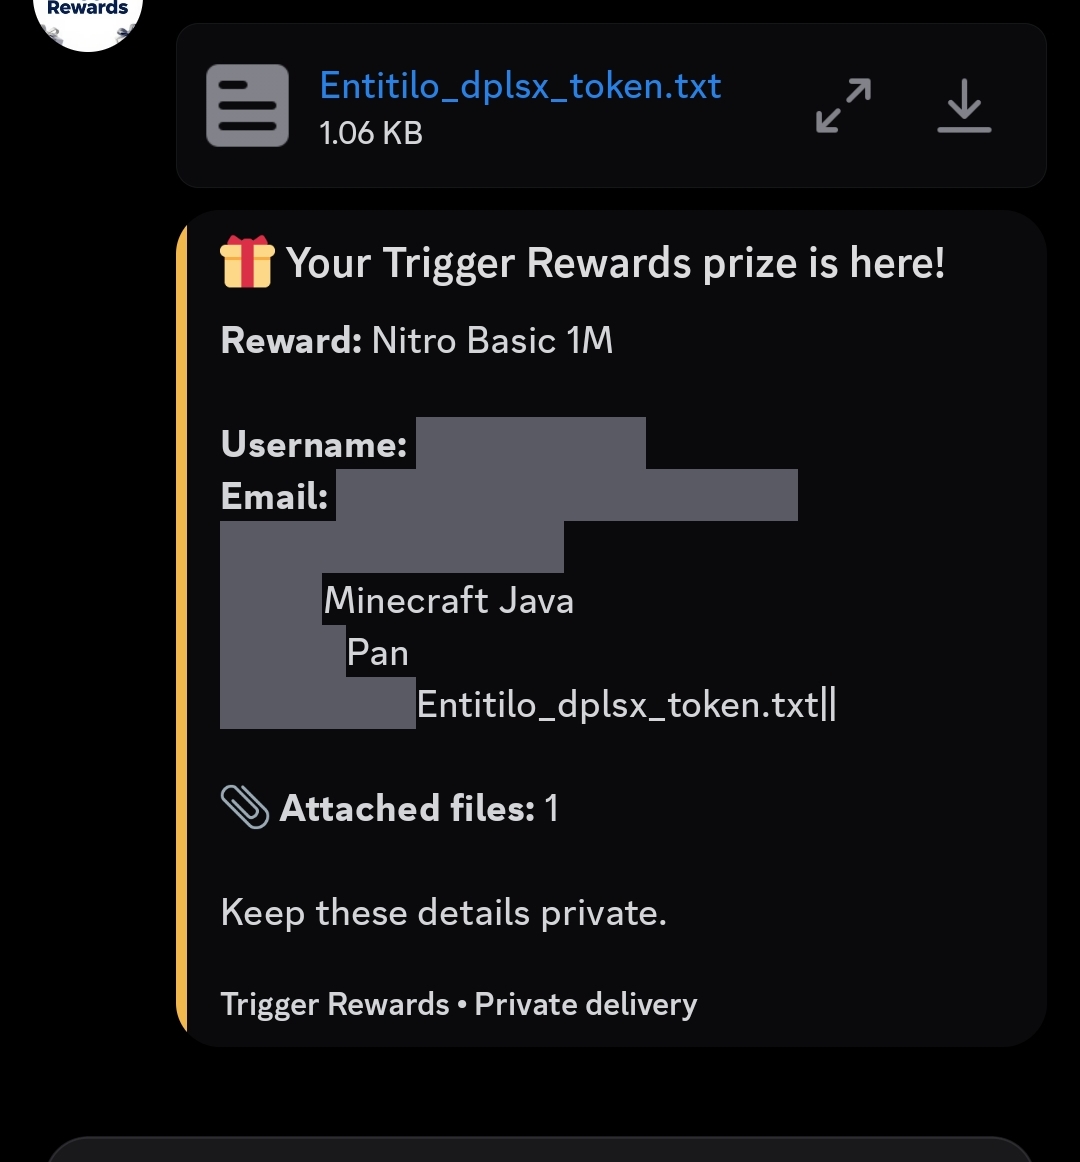 Rewards
Entitilo_dplsx_token.txt
1.06 KB
Your Trigger Rewards prize is here!
Reward: Nitro Basic 1M
Username:
Email:
Minecraft Java
Pan
Entitilo_dplsx_token.txt||
Attached files: 1
Keep these details private.
Trigger Rewards • Private delivery